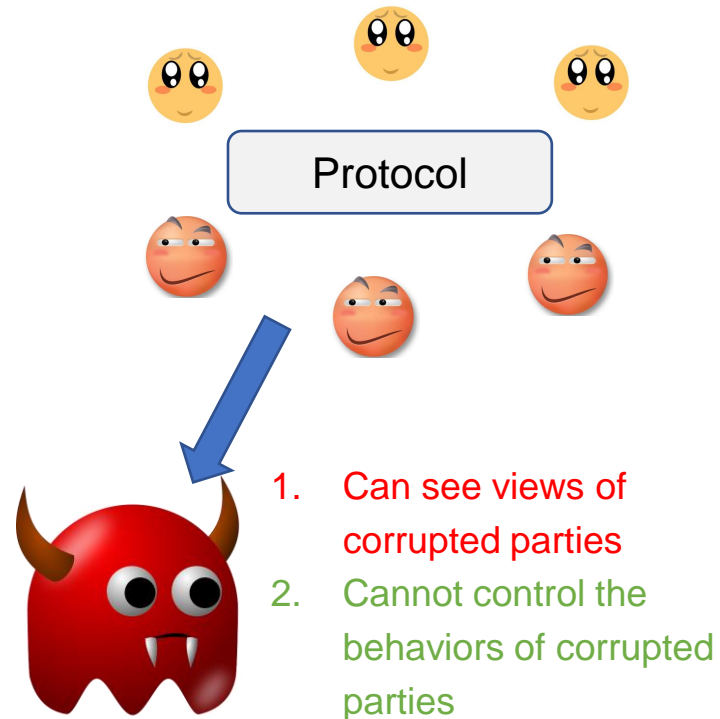 Protocol
1. Can see views of
corrupted parties
2. Cannot control the
behaviors of corrupted
parties